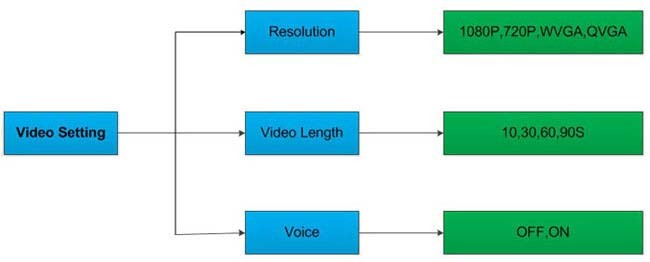 Resolution
1080P,720P,WVGA,QVGA
Video Setting
Video Length
10,30,60,90S
Voice
OFF,ON